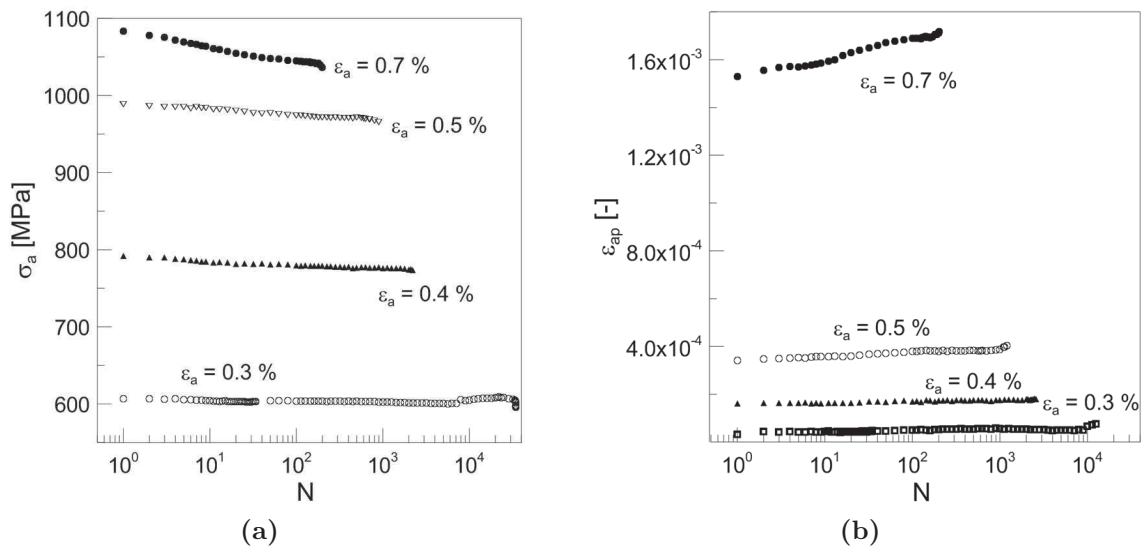 1100
1000
900
800
700
600
σa [MPa]
εa = 0.7 %
εa = 0.5 %
εa = 0.4 %
εa = 0.3 %
10^0 10^1 10^2 10^3 10^4
N
(a)
1.6x10^-3
1.2x10^-3
8.0x10^-4
4.0x10^-4
εap [-]
εa = 0.7 %
εa = 0.5 %
εa = 0.4 %
εa = 0.3 %
10^0 10^1 10^2 10^3 10^4
N
(b)